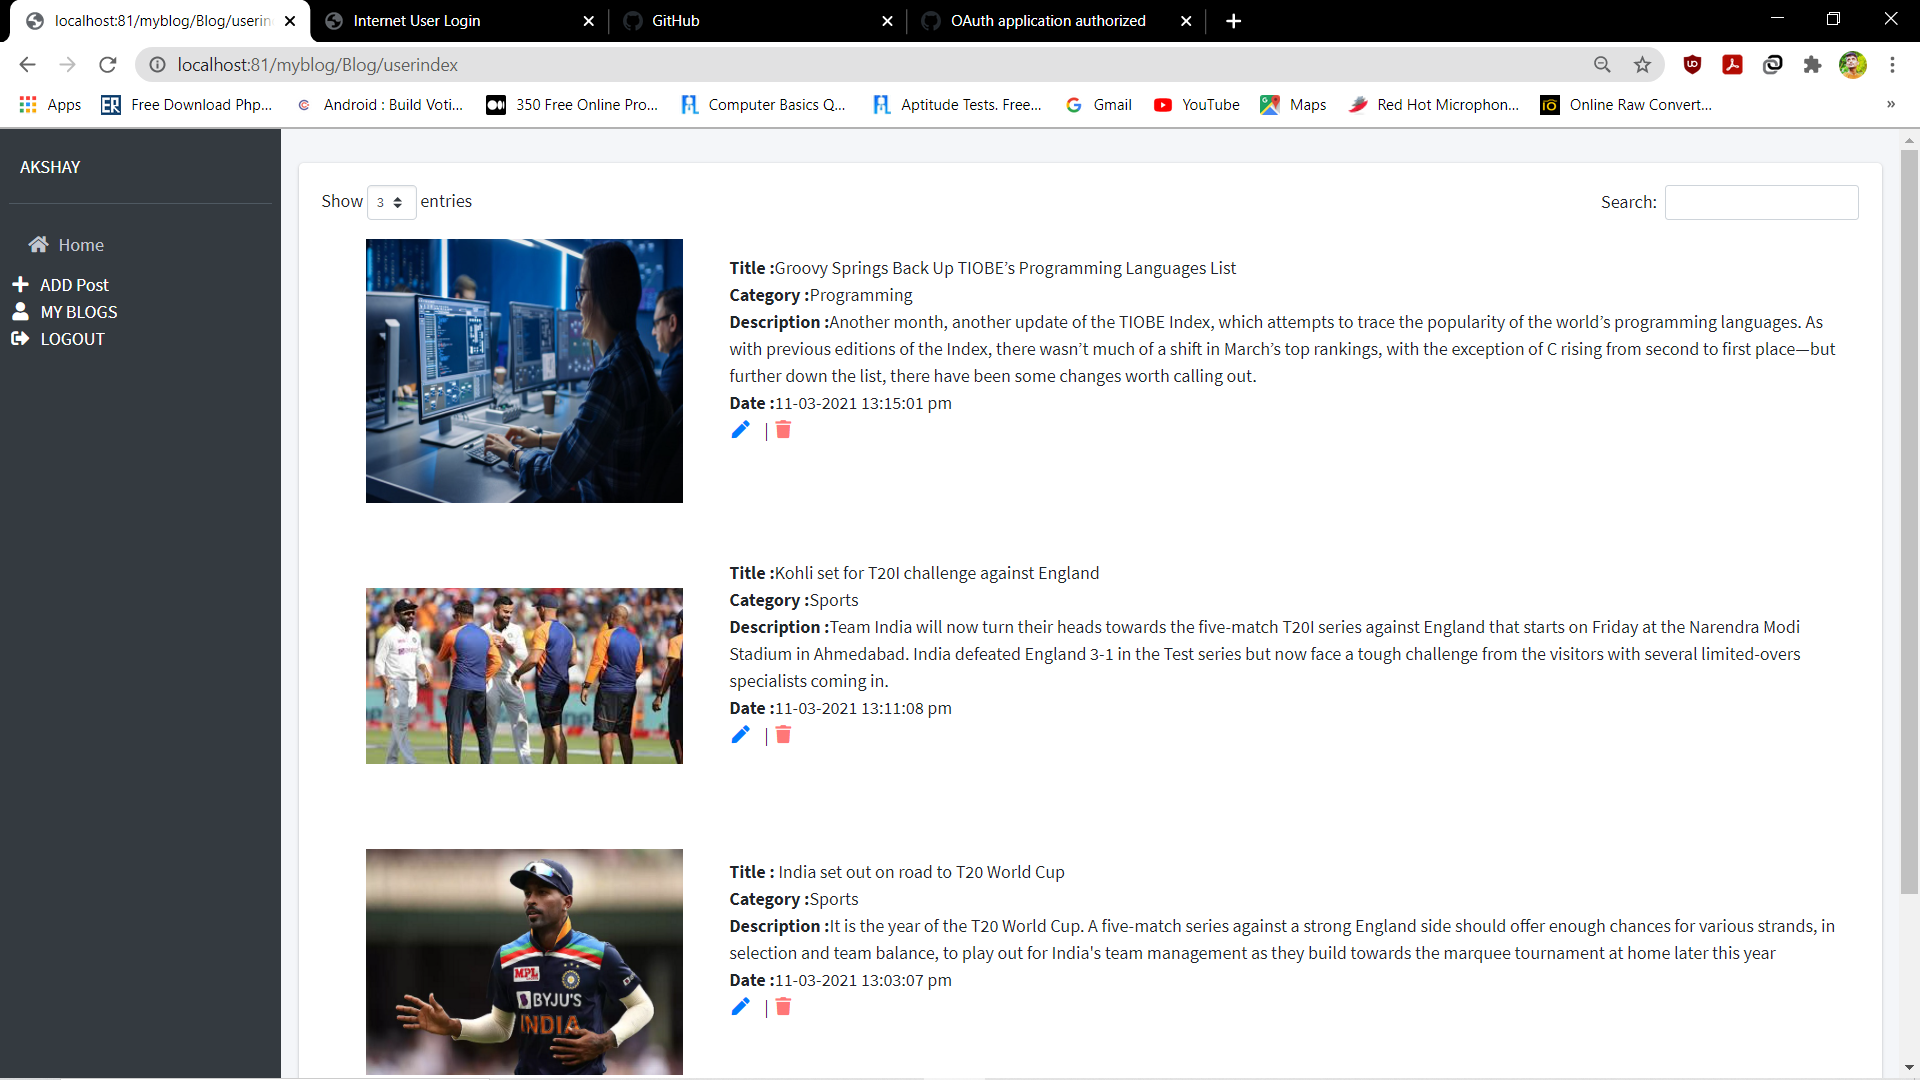 localhost:81/myblog/Blog/userin
Internet User Login
GitHub
OAuth application authorized
localhost:81/myblog/Blog/userindex
Apps
ER
Free Download Php...
Android : Build Voti...
350 Free Online Pro...
Computer Basics Q...
Aptitude Tests. Free...
Gmail
YouTube
Maps
Red Hot Microphon...
Online Raw Convert...
»
AKSHAY
Home
ADD Post
MY BLOGS
LOGOUT
Show 3 entries
Search:
Title :Groovy Springs Back Up TIOBE’s Programming Languages List
Category :Programming
Description :Another month, another update of the TIOBE Index, which attempts to trace the popularity of the world’s programming languages. As
with previous editions of the Index, there wasn’t much of a shift in March’s top rankings, with the exception of C rising from second to first place—but
further down the list, there have been some changes worth calling out.
Date :11-03-2021 13:15:01 pm
|
Title :Kohli set for T20I challenge against England
Category :Sports
Description :Team India will now turn their heads towards the five-match T20I series against England that starts on Friday at the Narendra Modi
Stadium in Ahmedabad. India defeated England 3-1 in the Test series but now face a tough challenge from the visitors with several limited-overs
specialists coming in.
Date :11-03-2021 13:11:08 pm
|
MPL
BYJU'S
INDIA
Title : India set out on road to T20 World Cup
Category :Sports
Description :It is the year of the T20 World Cup. A five-match series against a strong England side should offer enough chances for various strands, in
selection and team balance, to play out for India's team management as they build towards the marquee tournament at home later this year
Date :11-03-2021 13:03:07 pm
|